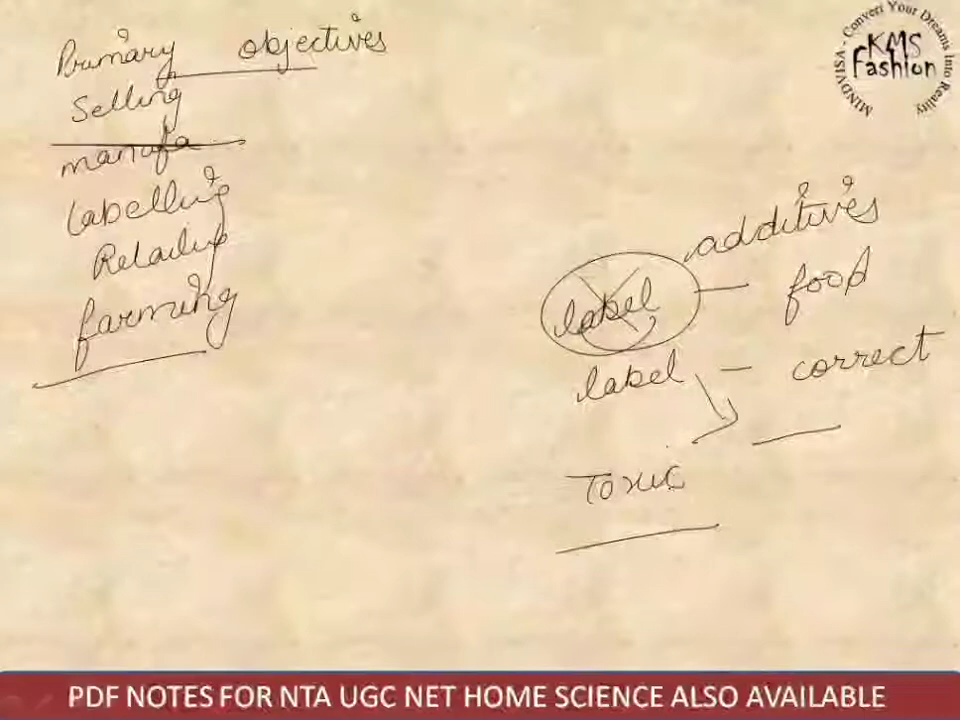 Primary objectives
Selling
manufa
Labelling
Retailing
farming
additives
label — food
label — correct
Toxic
MINDVISA - Convert Your Dreams Into Reality
KMS
Fashion
PDF NOTES FOR NTA UGC NET HOME SCIENCE ALSO AVAILABLE